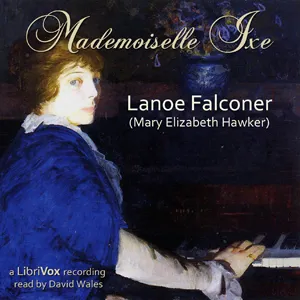 Mademoiselle Ixe
Lanoe Falconer
(Mary Elizabeth Hawker)
a LibriVox recording
read by David Wales